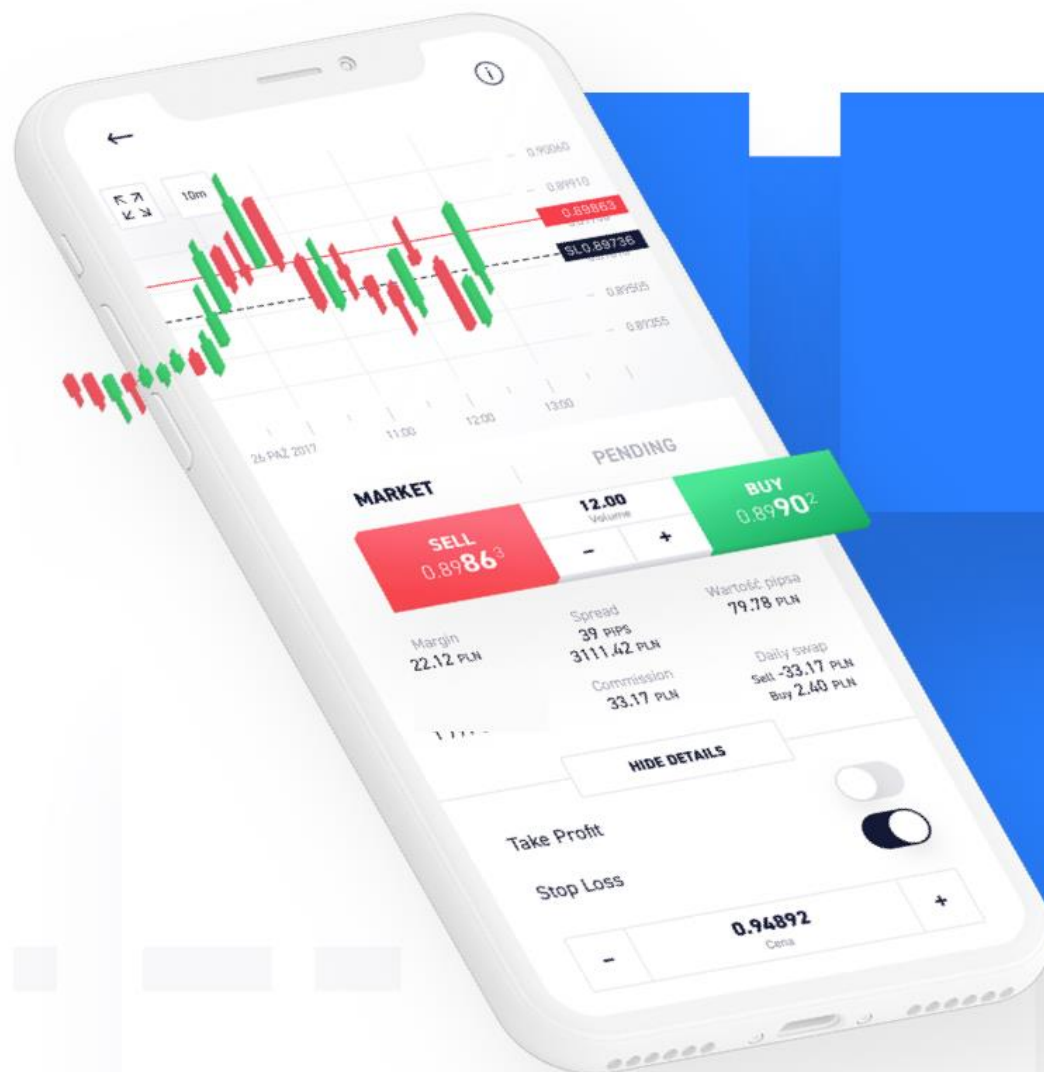 10m
0.90060
0.89910
0.89863
SL0.89736
0.89505
0.89355
26 PAŹ 2017
11:00
12:00
13:00
MARKET
PENDING
SELL
0.89863
12.00
Volume
-
+
BUY
0.89902
Margin
22.12 PLN
Spread
39 PIPS
3111.42 PLN
Wartość pipsa
79.78 PLN
Commission
33.17 PLN
Daily swap
Sell -33.17 PLN
Buy 2.40 PLN
HIDE DETAILS
Take Profit
Stop Loss
-
0.94892
Cena
+